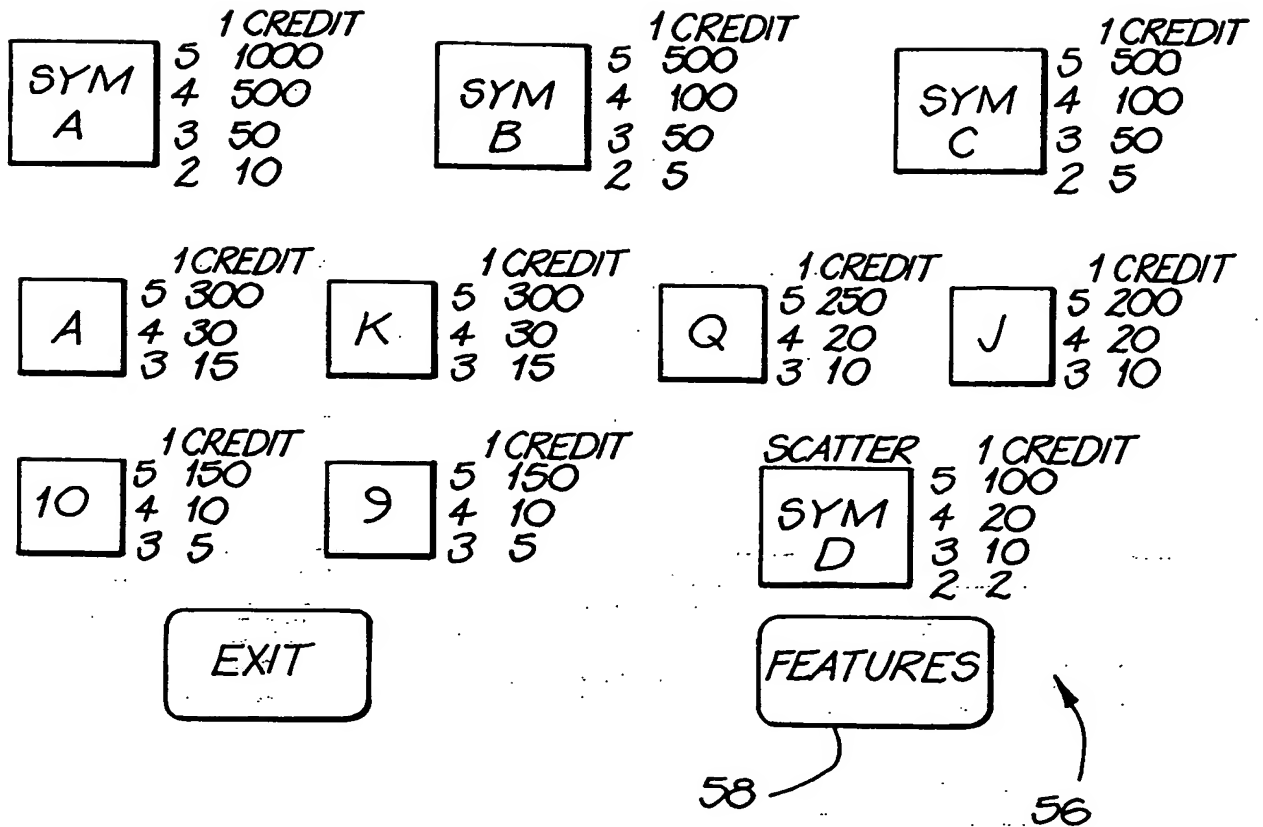 1 CREDIT
SYM A
5 1000
4 500
3 50
2 10
1 CREDIT
SYM B
5 500
4 100
3 50
2 5
1 CREDIT
SYM C
5 500
4 100
3 50
2 5
1 CREDIT
A
5 300
4 30
3 15
1 CREDIT
K
5 300
4 30
3 15
1 CREDIT
Q
5 250
4 20
3 10
1 CREDIT
J
5 200
4 20
3 10
1 CREDIT
10
5 150
4 10
3 5
1 CREDIT
9
5 150
4 10
3 5
SCATTER 1 CREDIT
SYM D
5 100
4 20
3 10
2 2
EXIT
FEATURES
58
56